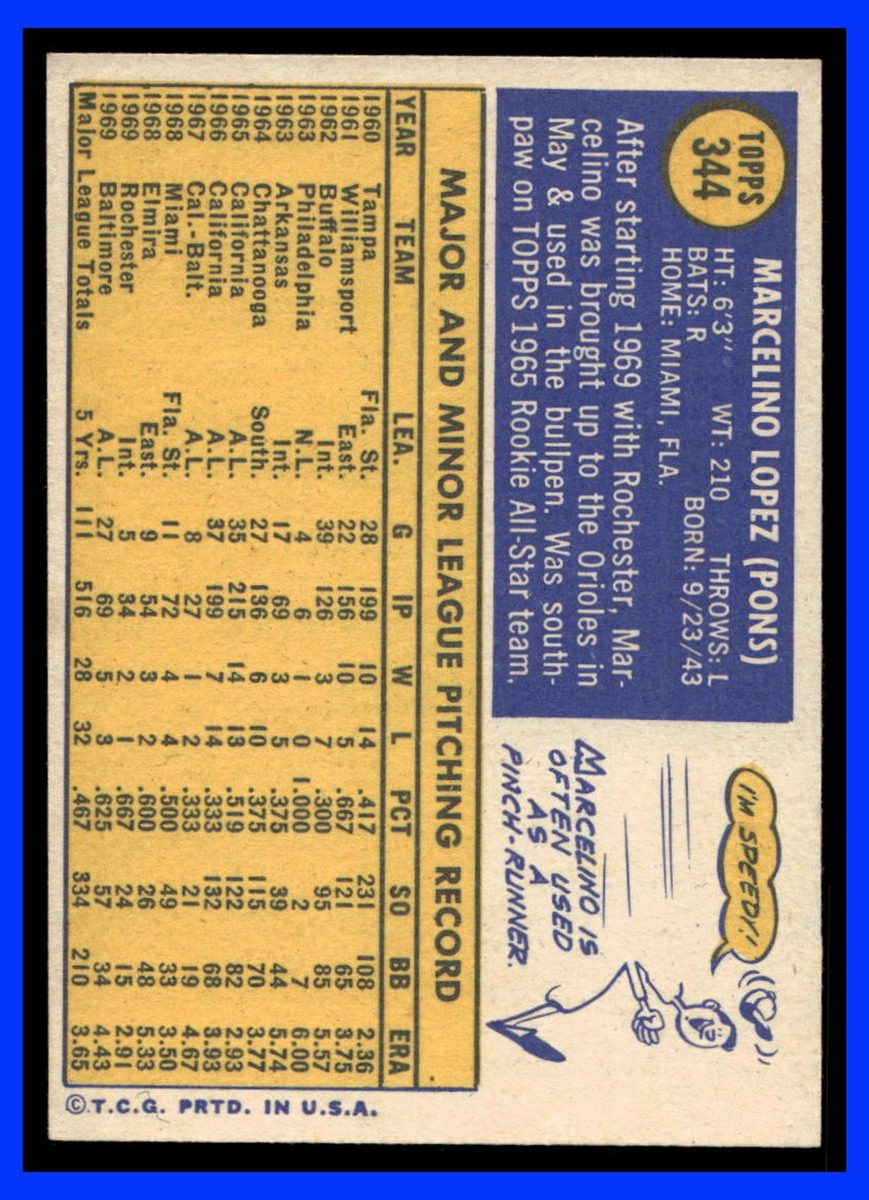 TOPPS
344
MARCELINO LOPEZ (PONS)
HT: 6'3" WT: 210 THROWS: L
BATS: R BORN: 9/23/43
HOME: MIAMI, FLA.
After starting 1969 with Rochester, Mar-
celino was brought up to the Orioles in
May & used in the bullpen. Was south-
paw on TOPPS 1965 Rookie All-Star team.
I'M SPEEDY!
MARCELINO IS
OFTEN USED
AS A
PINCH-RUNNER.
MAJOR AND MINOR LEAGUE PITCHING RECORD
YEAR TEAM LEA. G IP W L PCT SO BB ERA
1960 Tampa Fla. St. 28 199 10 14 .417 231 108 2.36
1961 Williamsport East. 22 156 10 5 .667 121 65 3.75
1962 Buffalo Int. 39 126 3 7 .300 95 85 5.57
1963 Philadelphia N.L. 4 6 1 0 1.000 2 7 6.00
1963 Arkansas Int. 17 69 3 5 .375 39 44 5.74
1964 Chattanooga South. 27 136 6 10 .375 115 70 3.77
1965 California A.L. 35 215 14 13 .519 122 82 2.93
1966 California A.L. 37 199 7 14 .333 132 68 3.93
1967 Cal.-Balt. A.L. 8 27 1 2 .333 21 19 4.67
1968 Miami Fla. St. 11 72 4 4 .500 49 33 3.50
1968 Elmira East. 9 54 3 2 .600 26 48 5.33
1969 Rochester Int. 5 34 2 1 .667 24 15 2.91
1969 Baltimore A.L. 27 69 5 3 .625 57 34 4.43
Major League Totals 5 Yrs. 111 516 28 32 .467 334 210 3.65
© T.C.G. PRTD. IN U.S.A.